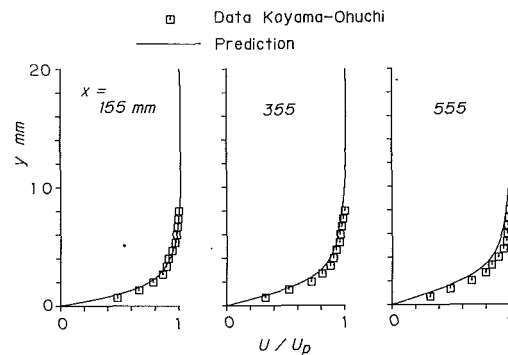 Data Koyama-Ohuchi
Prediction
20
x =
155 mm
355
555
y mm
10
0
0
1
0
1
0
U / Up